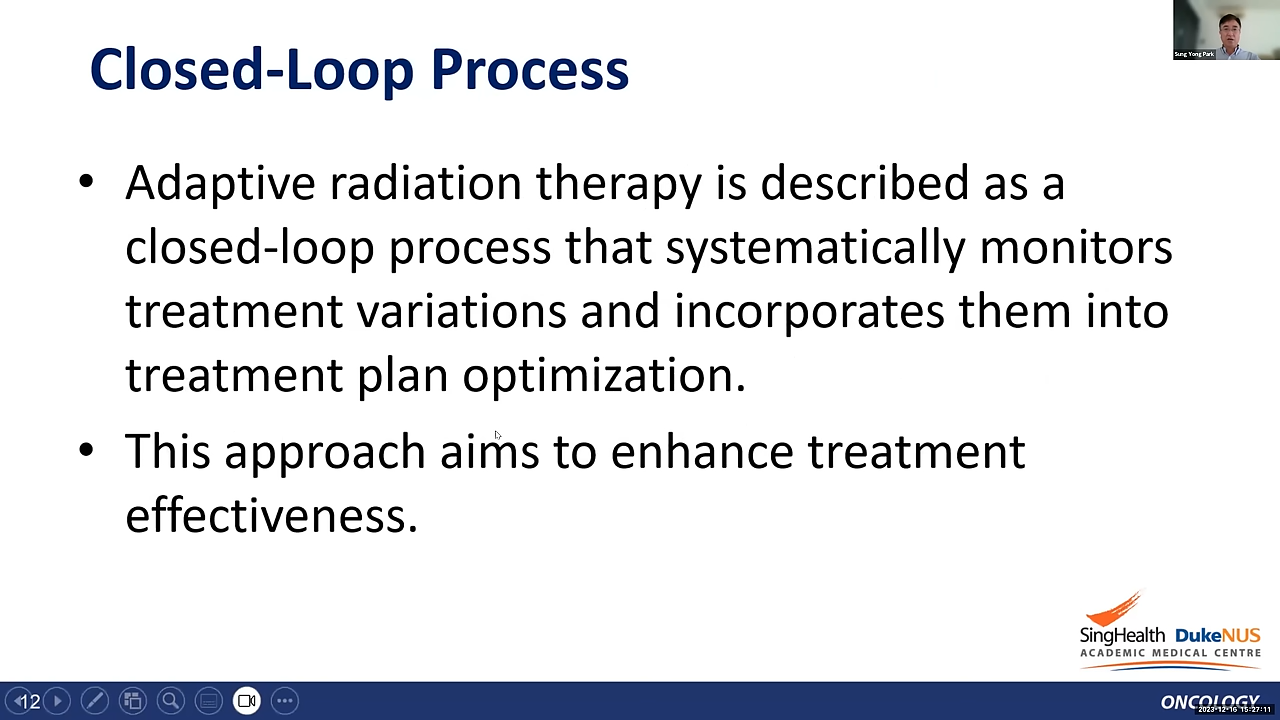 Closed-Loop Process
Sung Yong Park
• Adaptive radiation therapy is described as a
closed-loop process that systematically monitors
treatment variations and incorporates them into
treatment plan optimization.
• This approach aims to enhance treatment
effectiveness.
SingHealth DukeNUS
ACADEMIC MEDICAL CENTRE
12
ONCOLOGY
2023-12-16 15:27:11